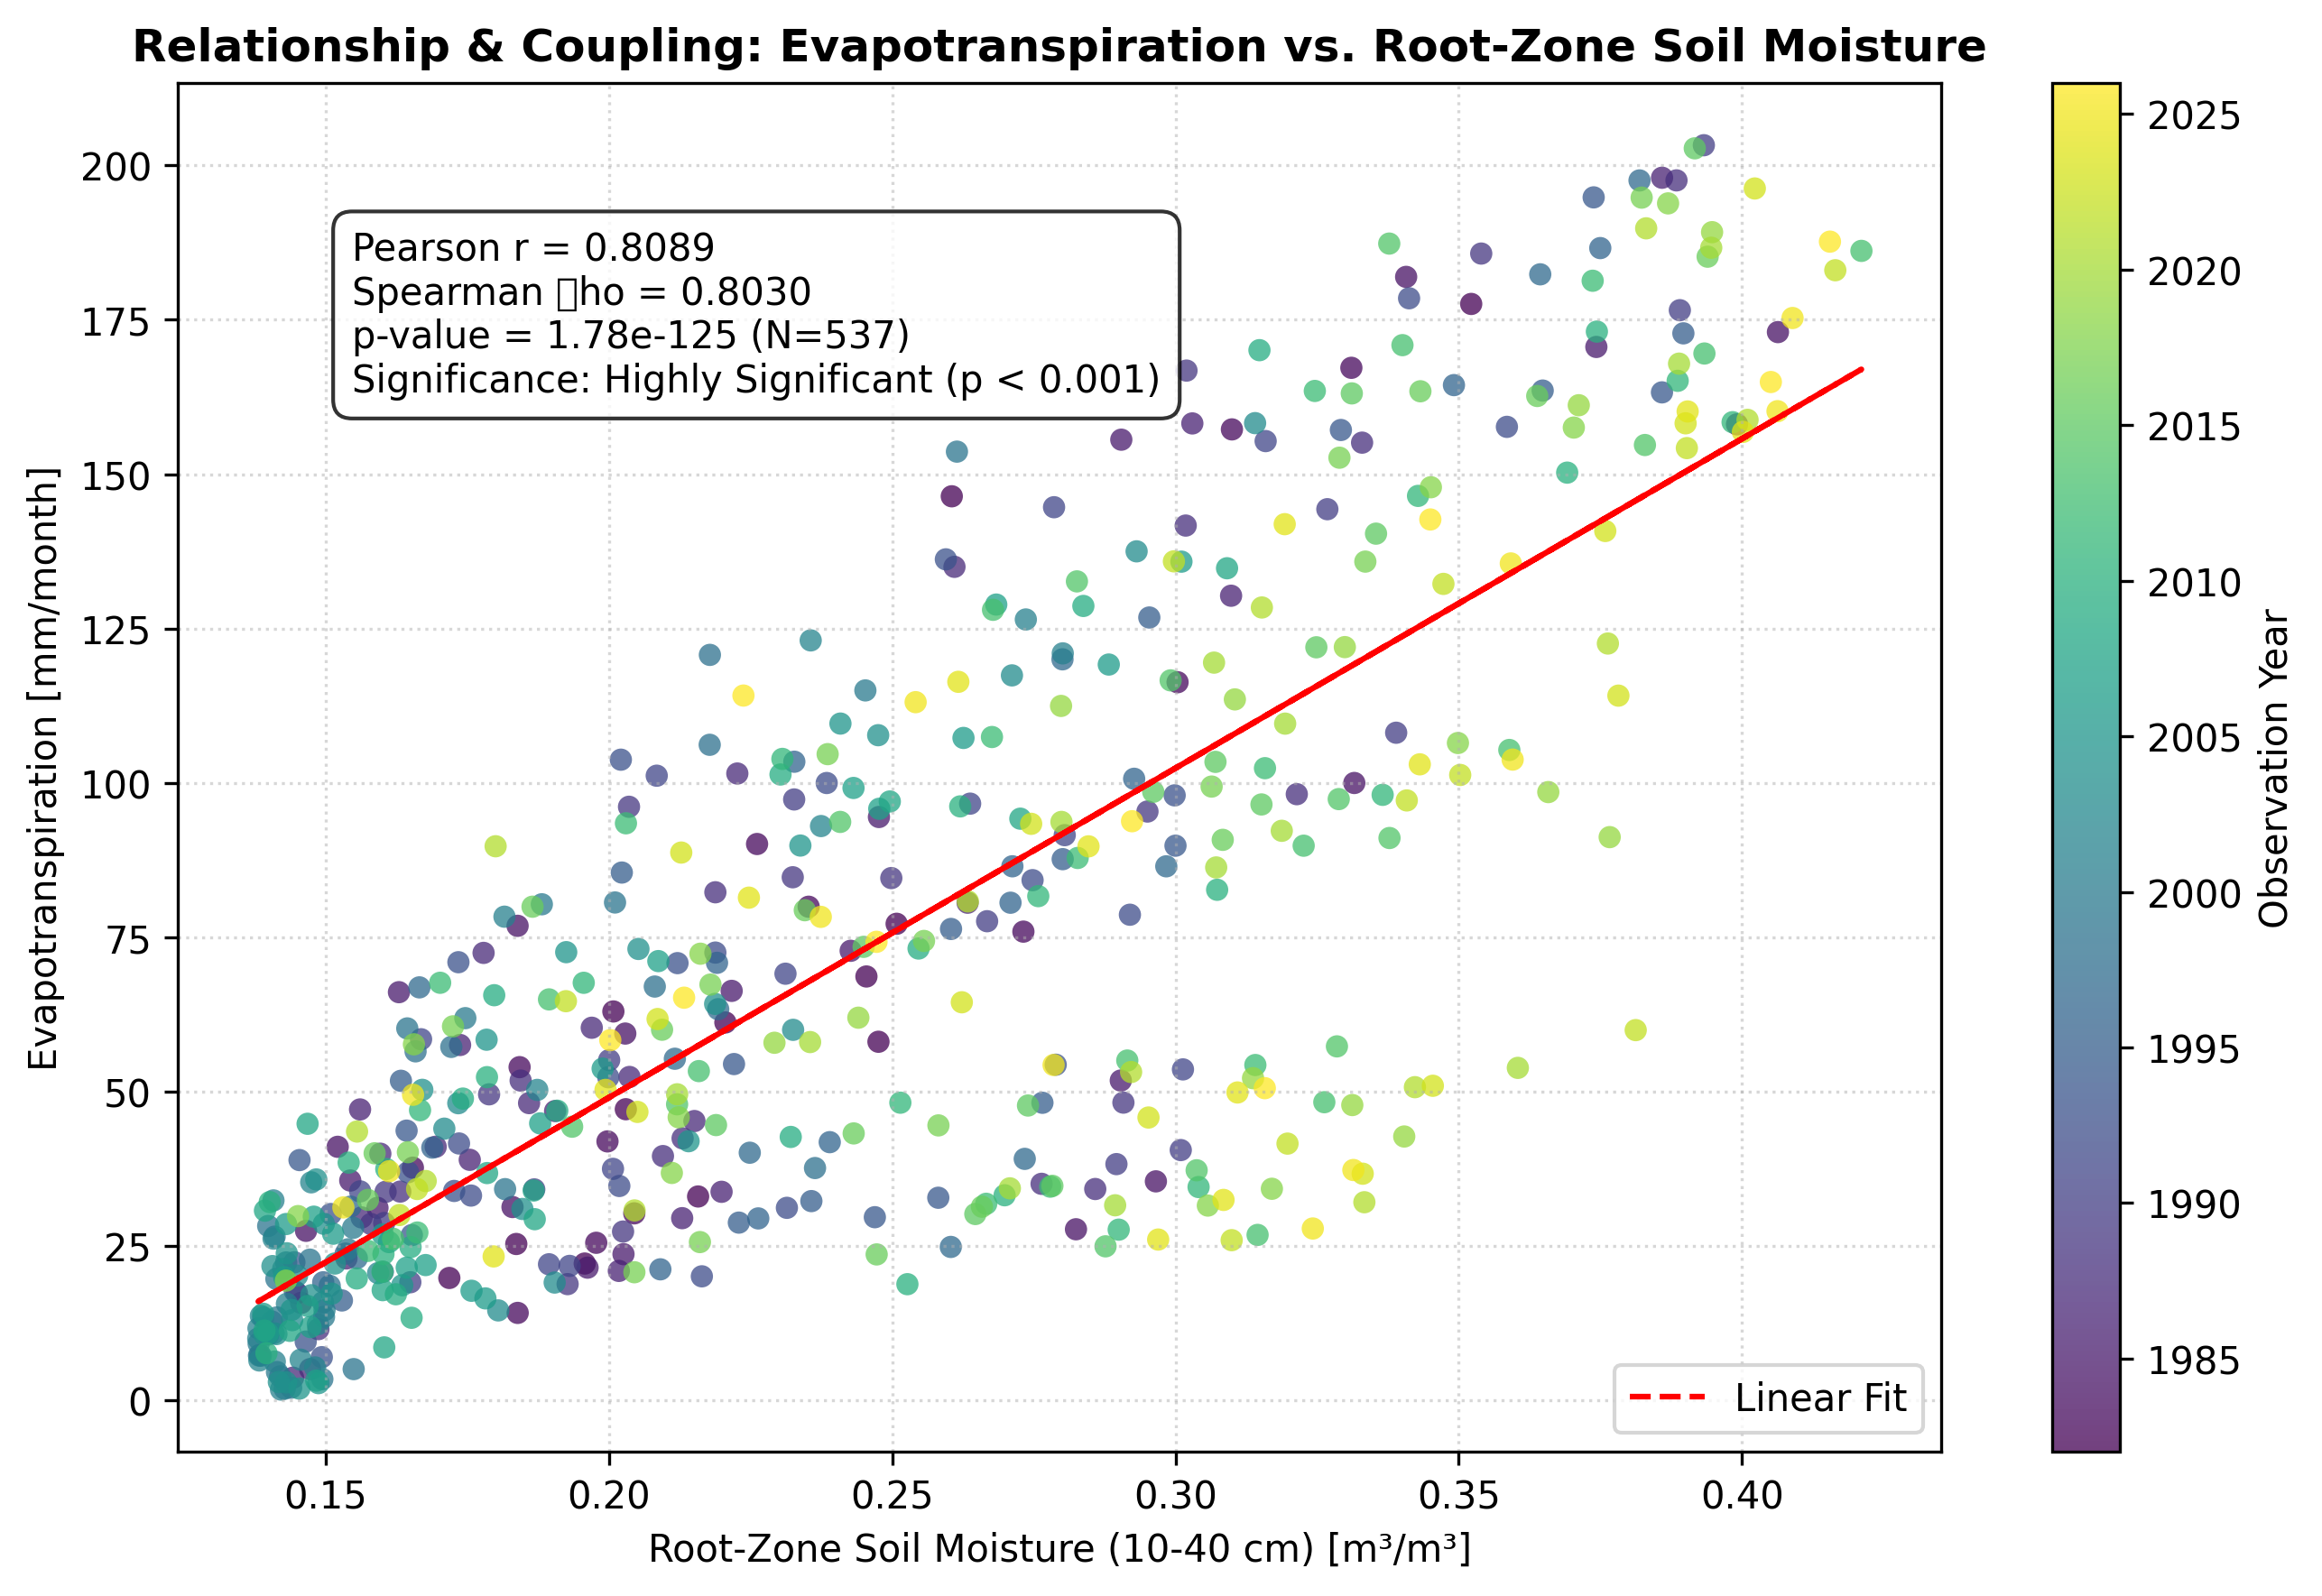 Relationship & Coupling: Evapotranspiration vs. Root-Zone Soil Moisture
200
175
150
125
100
75
50
25
0
Evapotranspiration [mm/month]
Pearson r = 0.8089
Spearman □ho = 0.8030
p-value = 1.78e-125 (N=537)
Significance: Highly Significant (p < 0.001)
Linear Fit
0.15
0.20
0.25
0.30
0.35
0.40
Root-Zone Soil Moisture (10-40 cm) [m³/m³]
2025
2020
2015
2010
2005
2000
1995
1990
1985
Observation Year